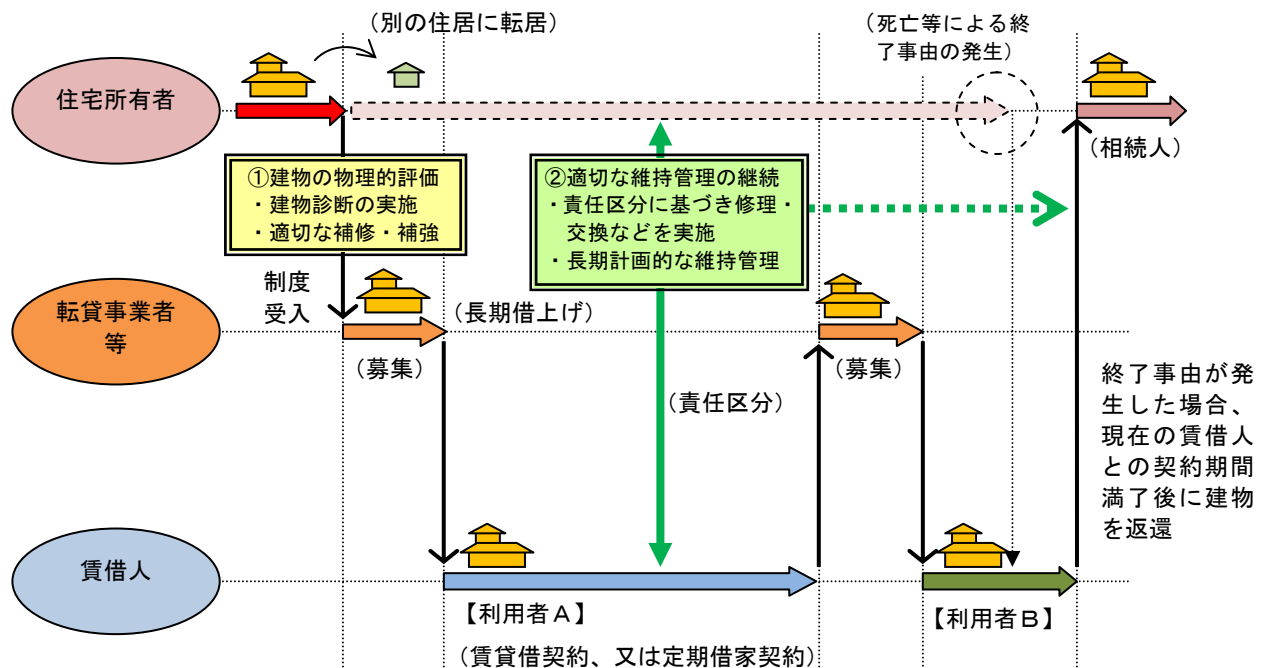 （別の住居に転居）
（死亡等による終
了事由の発生）
住宅所有者
（相続人）
①建物の物理的評価
・建物診断の実施
・適切な補修・補強
②適切な維持管理の継続
・責任区分に基づき修理・
交換などを実施
・長期計画的な維持管理
制度
受入
転貸事業者
等
（長期借上げ）
（募集）
（募集）
（責任区分）
終了事由が発
生した場合、
現在の賃借人
との契約期間
満了後に建物
を返還
賃借人
【利用者Ａ】
【利用者Ｂ】
（賃貸借契約、又は定期借家契約）